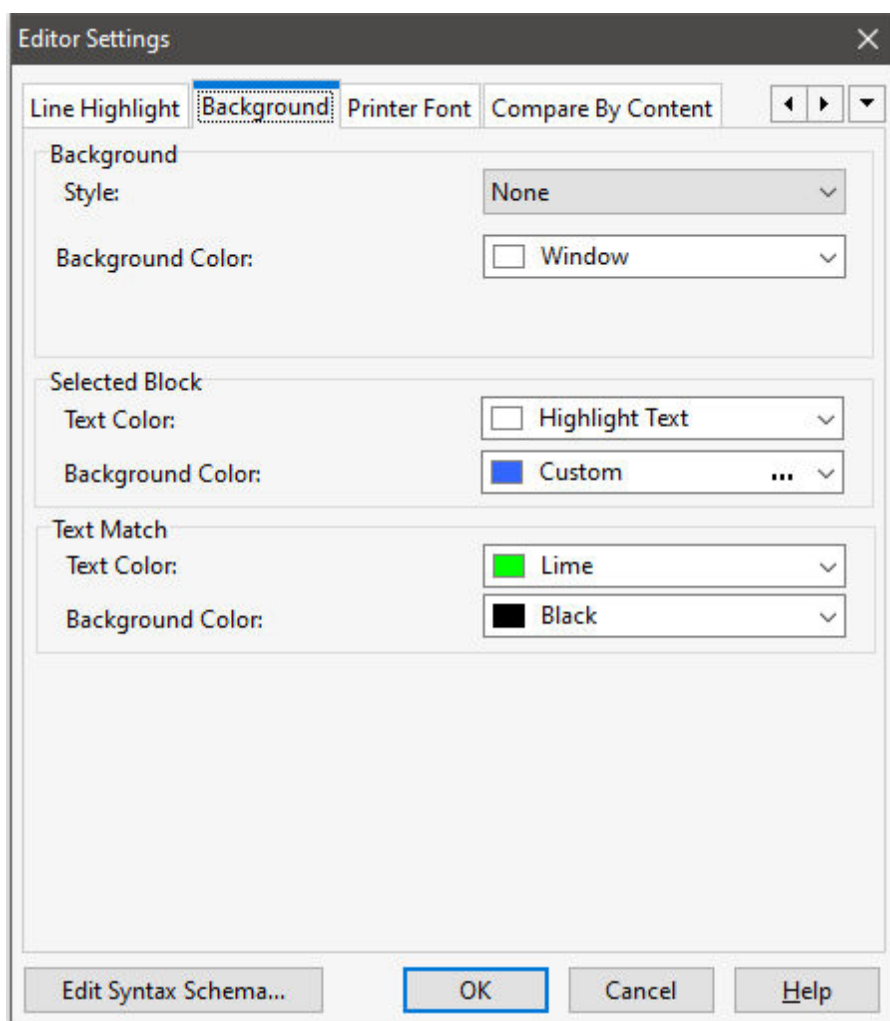 Editor Settings
Line Highlight Background Printer Font Compare By Content
Background
Style: None
Background Color: Window
Selected Block
Text Color: Highlight Text
Background Color: Custom ...
Text Match
Text Color: Lime
Background Color: Black
Edit Syntax Schema... OK Cancel Help